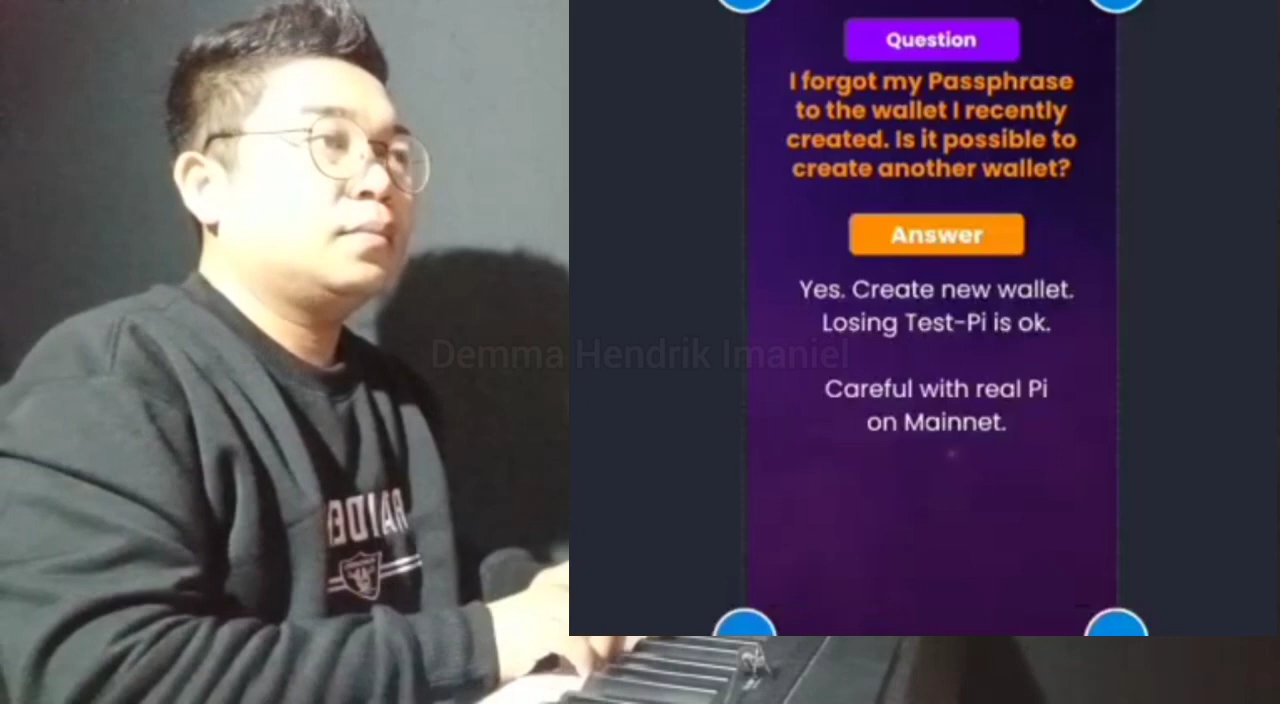 Question
I forgot my Passphrase
to the wallet I recently
created. Is it possible to
create another wallet?
Answer
Yes. Create new wallet.
Losing Test-Pi is ok.
Careful with real Pi
on Mainnet.
Demma Hendrik Imaniel